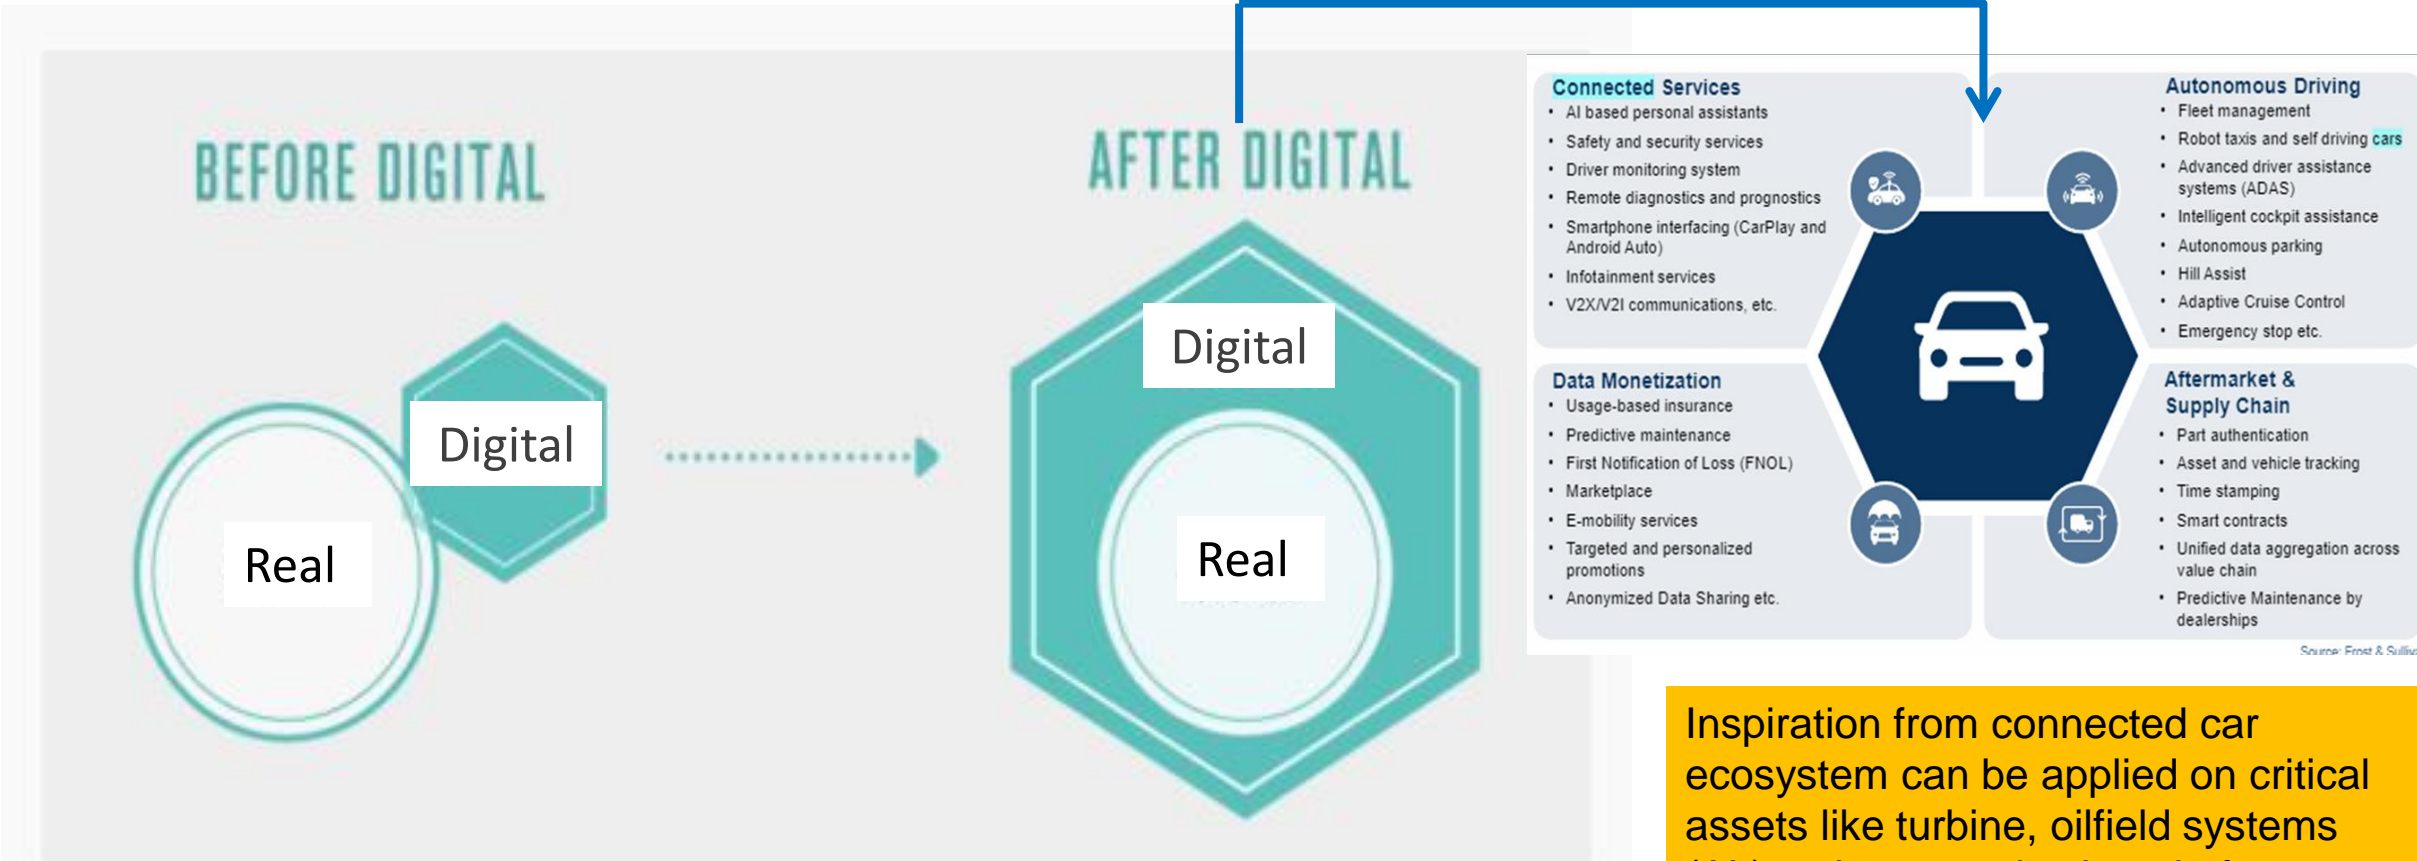 BEFORE DIGITAL
Digital
Real
AFTER DIGITAL
Digital
Real
Connected Services
• AI based personal assistants
• Safety and security services
• Driver monitoring system
• Remote diagnostics and prognostics
• Smartphone interfacing (CarPlay and
Android Auto)
• Infotainment services
• V2X/V2I communications, etc.
Autonomous Driving
• Fleet management
• Robot taxis and self driving cars
• Advanced driver assistance
systems (ADAS)
• Intelligent cockpit assistance
• Autonomous parking
• Hill Assist
• Adaptive Cruise Control
• Emergency stop etc.
Data Monetization
• Usage-based insurance
• Predictive maintenance
• First Notification of Loss (FNOL)
• Marketplace
• E-mobility services
• Targeted and personalized
promotions
• Anonymized Data Sharing etc.
Aftermarket &
Supply Chain
• Part authentication
• Asset and vehicle tracking
• Time stamping
• Smart contracts
• Unified data aggregation across
value chain
• Predictive Maintenance by
dealerships
Source: Frost &
Inspiration from connected car
ecosystem can be applied on critical
assets like turbine, oilfield systems